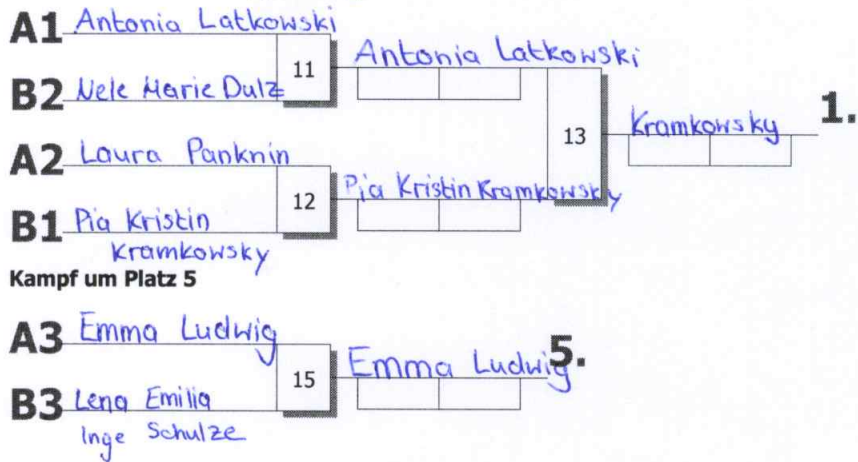 A1 Antonia Latkowski
11 Antonia Latkowski
B2 Nele Marie Dulz
13 Kramkowsky 1.
A2 Laura Panknin
12 Pia Kristin Kramkowsky
B1 Pia Kristin
Kramkowsky
Kampf um Platz 5
A3 Emma Ludwig
15 Emma Ludwig 5.
B3 Lena Emilia
Inge Schulze